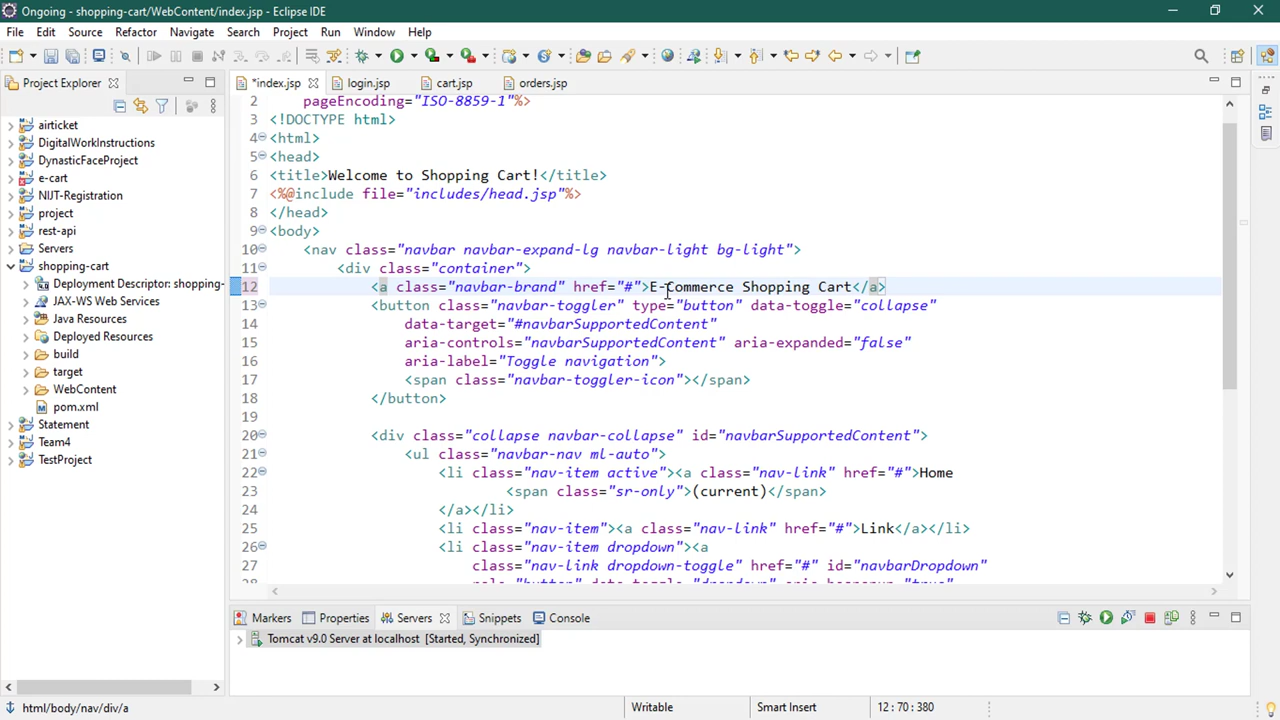 Ongoing - shopping-cart/WebContent/index.jsp - Eclipse IDE
File Edit Source Refactor Navigate Search Project Run Window Help
Project Explorer
*index.jsp login.jsp cart.jsp orders.jsp
airticket
DigitalWorkInstructions
DynasticFaceProject
e-cart
NIJT-Registration
project
rest-api
Servers
shopping-cart
Deployment Descriptor: shopping-
JAX-WS Web Services
Java Resources
Deployed Resources
build
target
WebContent
pom.xml
Statement
Team4
TestProject
2 pageEncoding="ISO-8859-1"%>
3 <!DOCTYPE html>
4 <html>
5 <head>
6 <title>Welcome to Shopping Cart!</title>
7 <%@include file="includes/head.jsp"%>
8 </head>
9 <body>
10 <nav class="navbar navbar-expand-lg navbar-light bg-light">
11 <div class="container">
12 <a class="navbar-brand" href="#">E-Commerce Shopping Cart</a>
13 <button class="navbar-toggler" type="button" data-toggle="collapse"
14 data-target="#navbarSupportedContent"
15 aria-controls="navbarSupportedContent" aria-expanded="false"
16 aria-label="Toggle navigation">
17 <span class="navbar-toggler-icon"></span>
18 </button>
19
20 <div class="collapse navbar-collapse" id="navbarSupportedContent">
21 <ul class="navbar-nav ml-auto">
22 <li class="nav-item active"><a class="nav-link" href="#">Home
23 <span class="sr-only">(current)</span>
24 </a></li>
25 <li class="nav-item"><a class="nav-link" href="#">Link</a></li>
26 <li class="nav-item dropdown"><a
27 class="nav-link dropdown-toggle" href="#" id="navbarDropdown"
28 role="button" data-toggle="dropdown" aria-haspopup="true"
Markers Properties Servers Snippets Console
Tomcat v9.0 Server at localhost [Started, Synchronized]
html/body/nav/div/a Writable Smart Insert 12 : 70 : 380